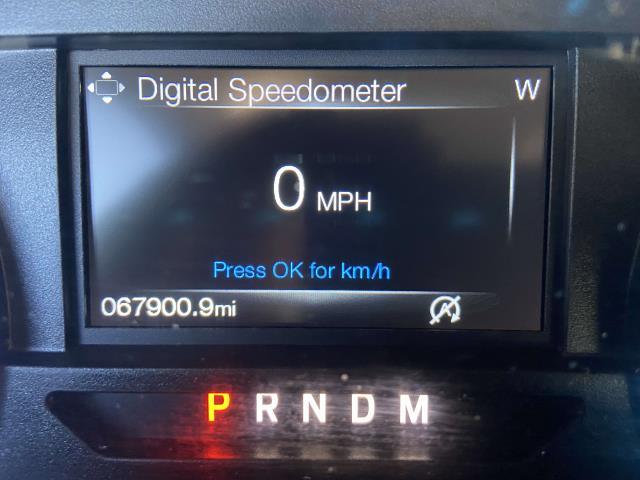 Digital Speedometer W
0 MPH
Press OK for km/h
067900.9mi
P R N D M